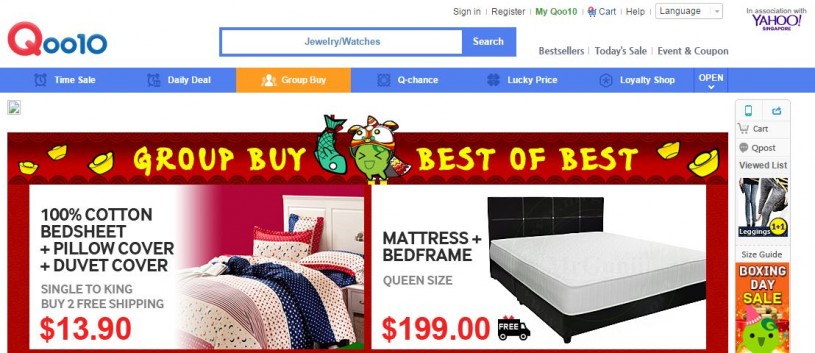 Sign in | Register | My Qoo10 | Cart | Help | Language
In association with
YAHOO!
SINGAPORE
Qoo10
Jewelry/Watches
Search
Bestsellers | Today's Sale | Event & Coupon
Time Sale
Daily Deal
Group Buy
Q-chance
Lucky Price
Loyalty Shop
OPEN
GROUP BUY BEST OF BEST
100% COTTON
BEDSHEET
+ PILLOW COVER
+ DUVET COVER
SINGLE TO KING
BUY 2 FREE SHIPPING
$13.90
MATTRESS +
BEDFRAME
QUEEN SIZE
$199.00
FREE
Cart
Qpost
Viewed List
Leggings 1+1
Size Guide
BOXING
DAY
SALE